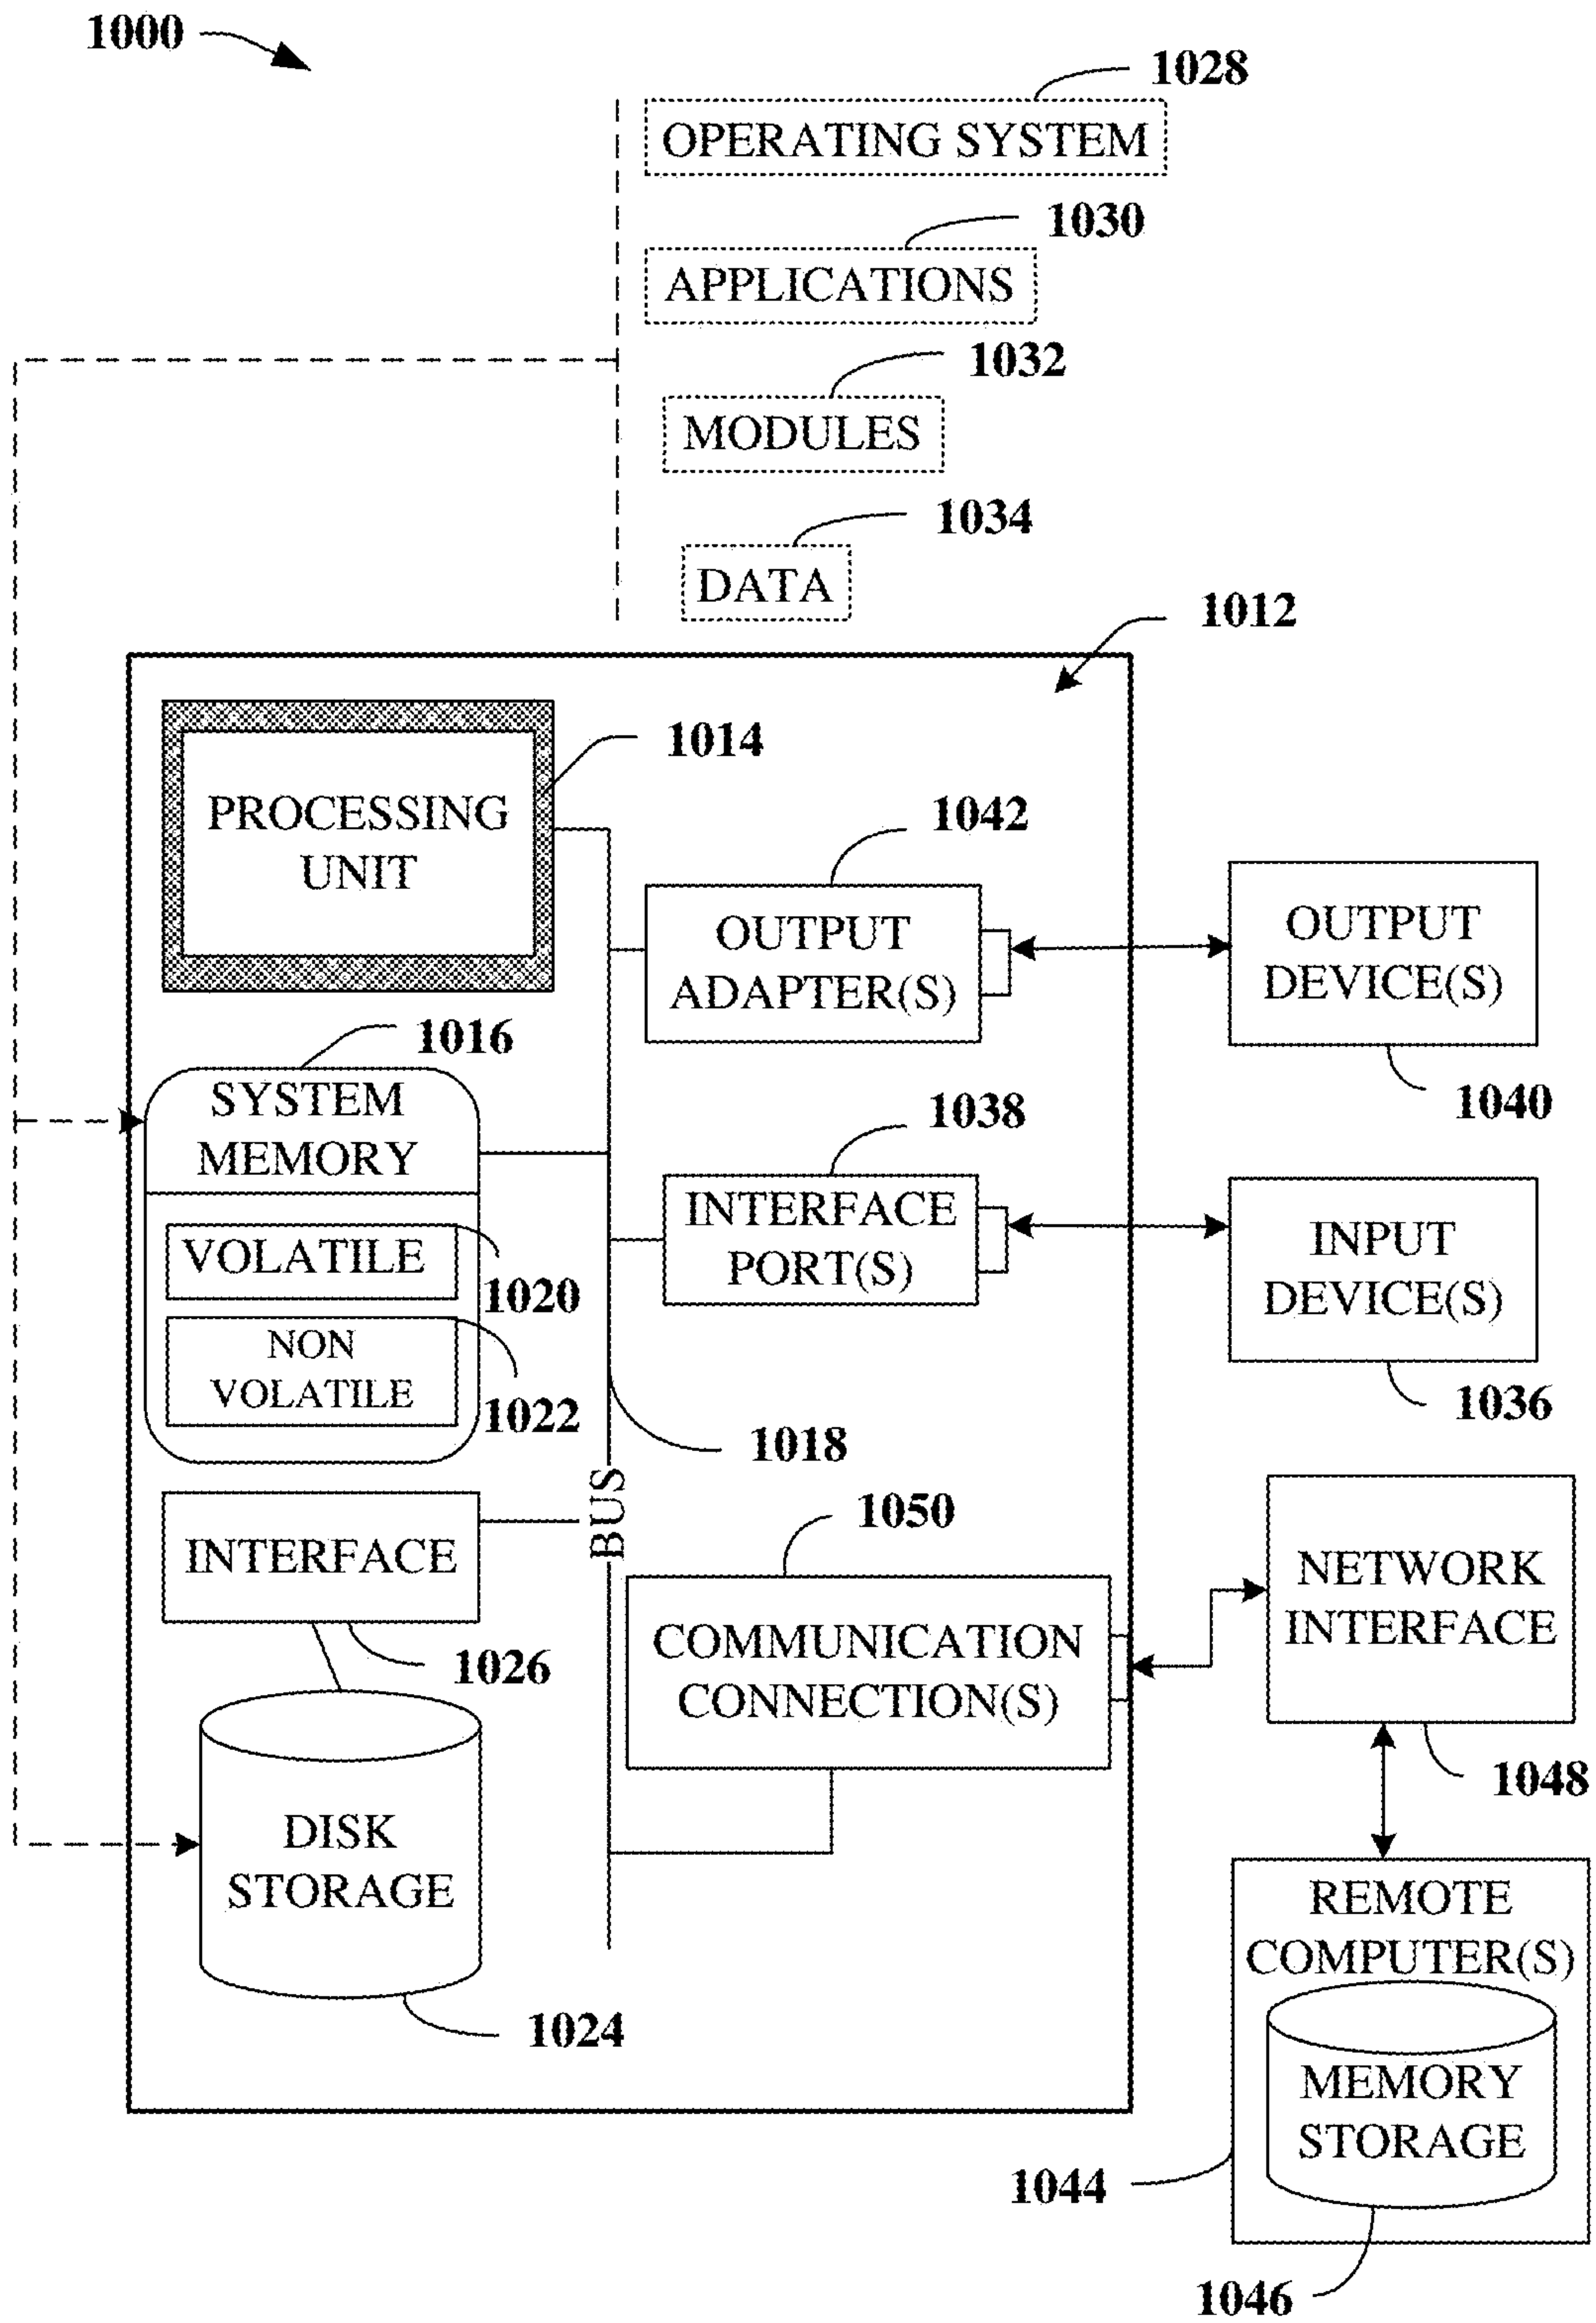 1000
1028
OPERATING SYSTEM
1030
APPLICATIONS
1032
MODULES
1034
DATA
1012
1014
PROCESSING
UNIT
1042
OUTPUT
ADAPTER(S)
OUTPUT
DEVICE(S)
1040
1016
SYSTEM
MEMORY
VOLATILE
1020
NON
VOLATILE
1022
1038
INTERFACE
PORT(S)
INPUT
DEVICE(S)
1036
1018
BUS
INTERFACE
1026
1050
COMMUNICATION
CONNECTION(S)
NETWORK
INTERFACE
1048
DISK
STORAGE
1024
REMOTE
COMPUTER(S)
MEMORY
STORAGE
1044
1046